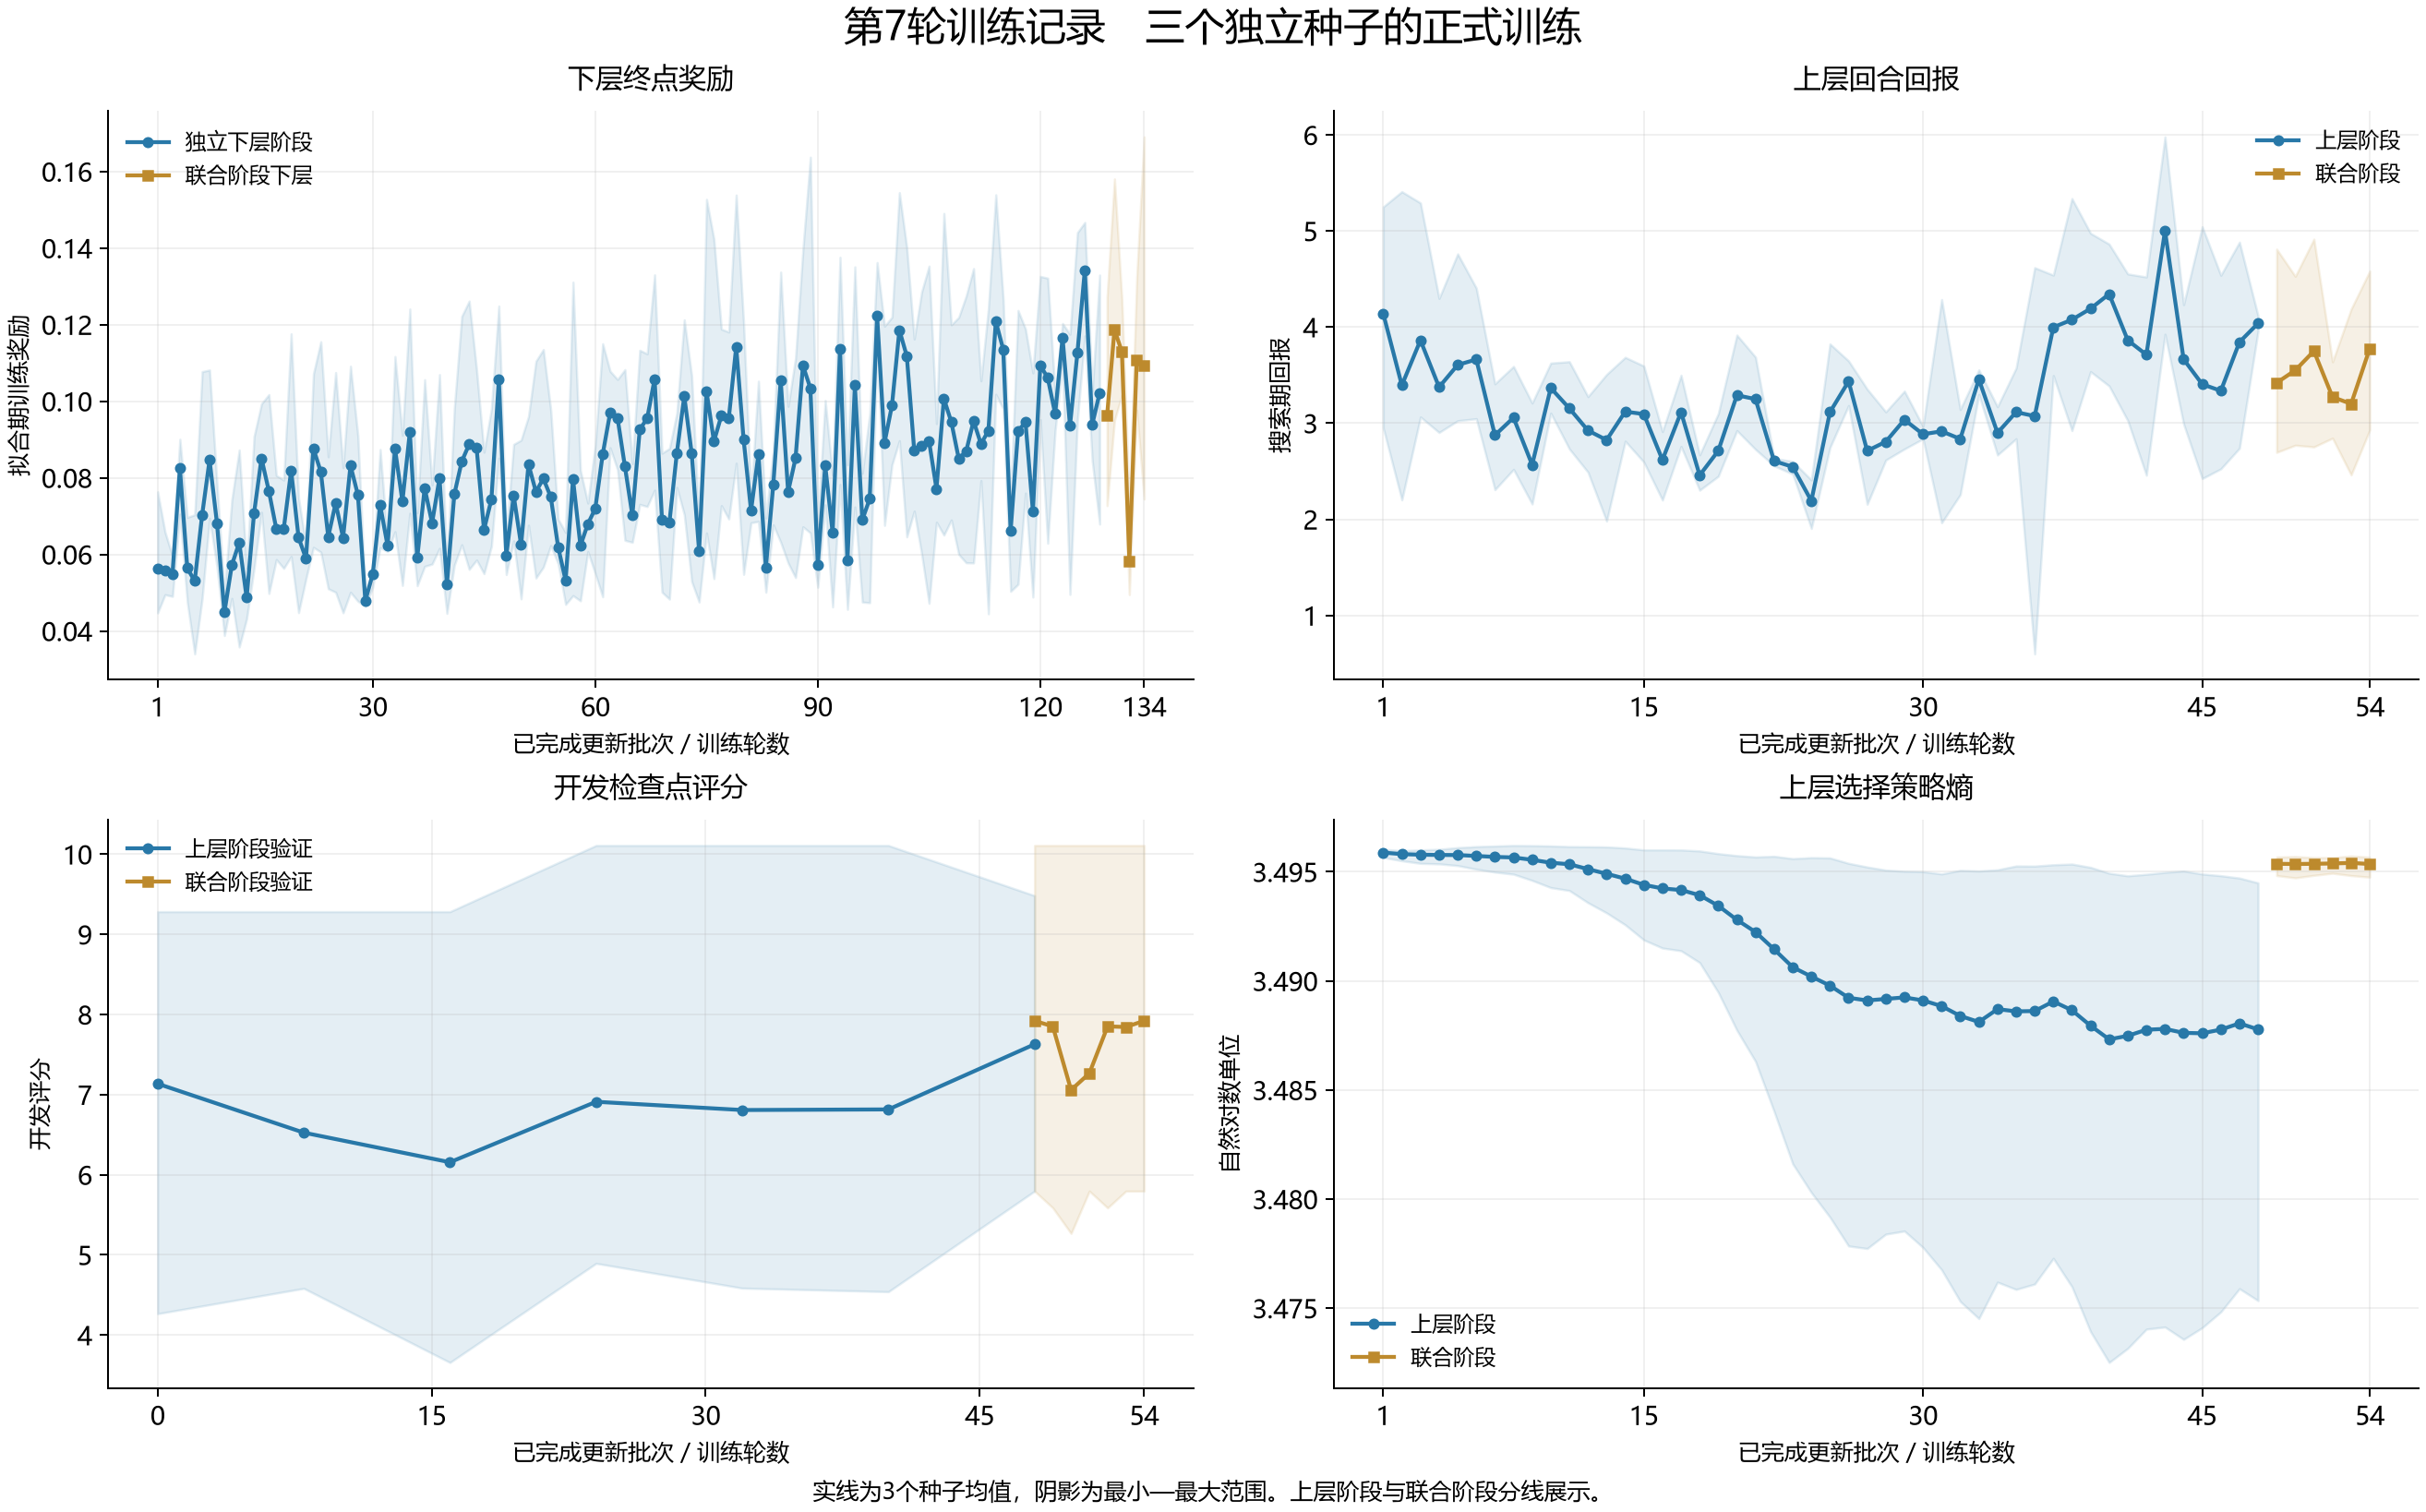 第7轮训练记录　三个独立种子的正式训练
下层终点奖励
独立下层阶段
联合阶段下层
拟合期训练奖励
0.16
0.14
0.12
0.10
0.08
0.06
0.04
1 30 60 90 120 134
已完成更新批次 / 训练轮数
上层回合回报
上层阶段
联合阶段
搜索期回报
6
5
4
3
2
1
1 15 30 45 54
已完成更新批次 / 训练轮数
开发检查点评分
上层阶段验证
联合阶段验证
开发评分
10
9
8
7
6
5
4
0 15 30 45 54
已完成更新批次 / 训练轮数
上层选择策略熵
自然对数单位
3.495
3.490
3.485
3.480
3.475
上层阶段
联合阶段
1 15 30 45 54
已完成更新批次 / 训练轮数
实线为3个种子均值，阴影为最小—最大范围。上层阶段与联合阶段分线展示。